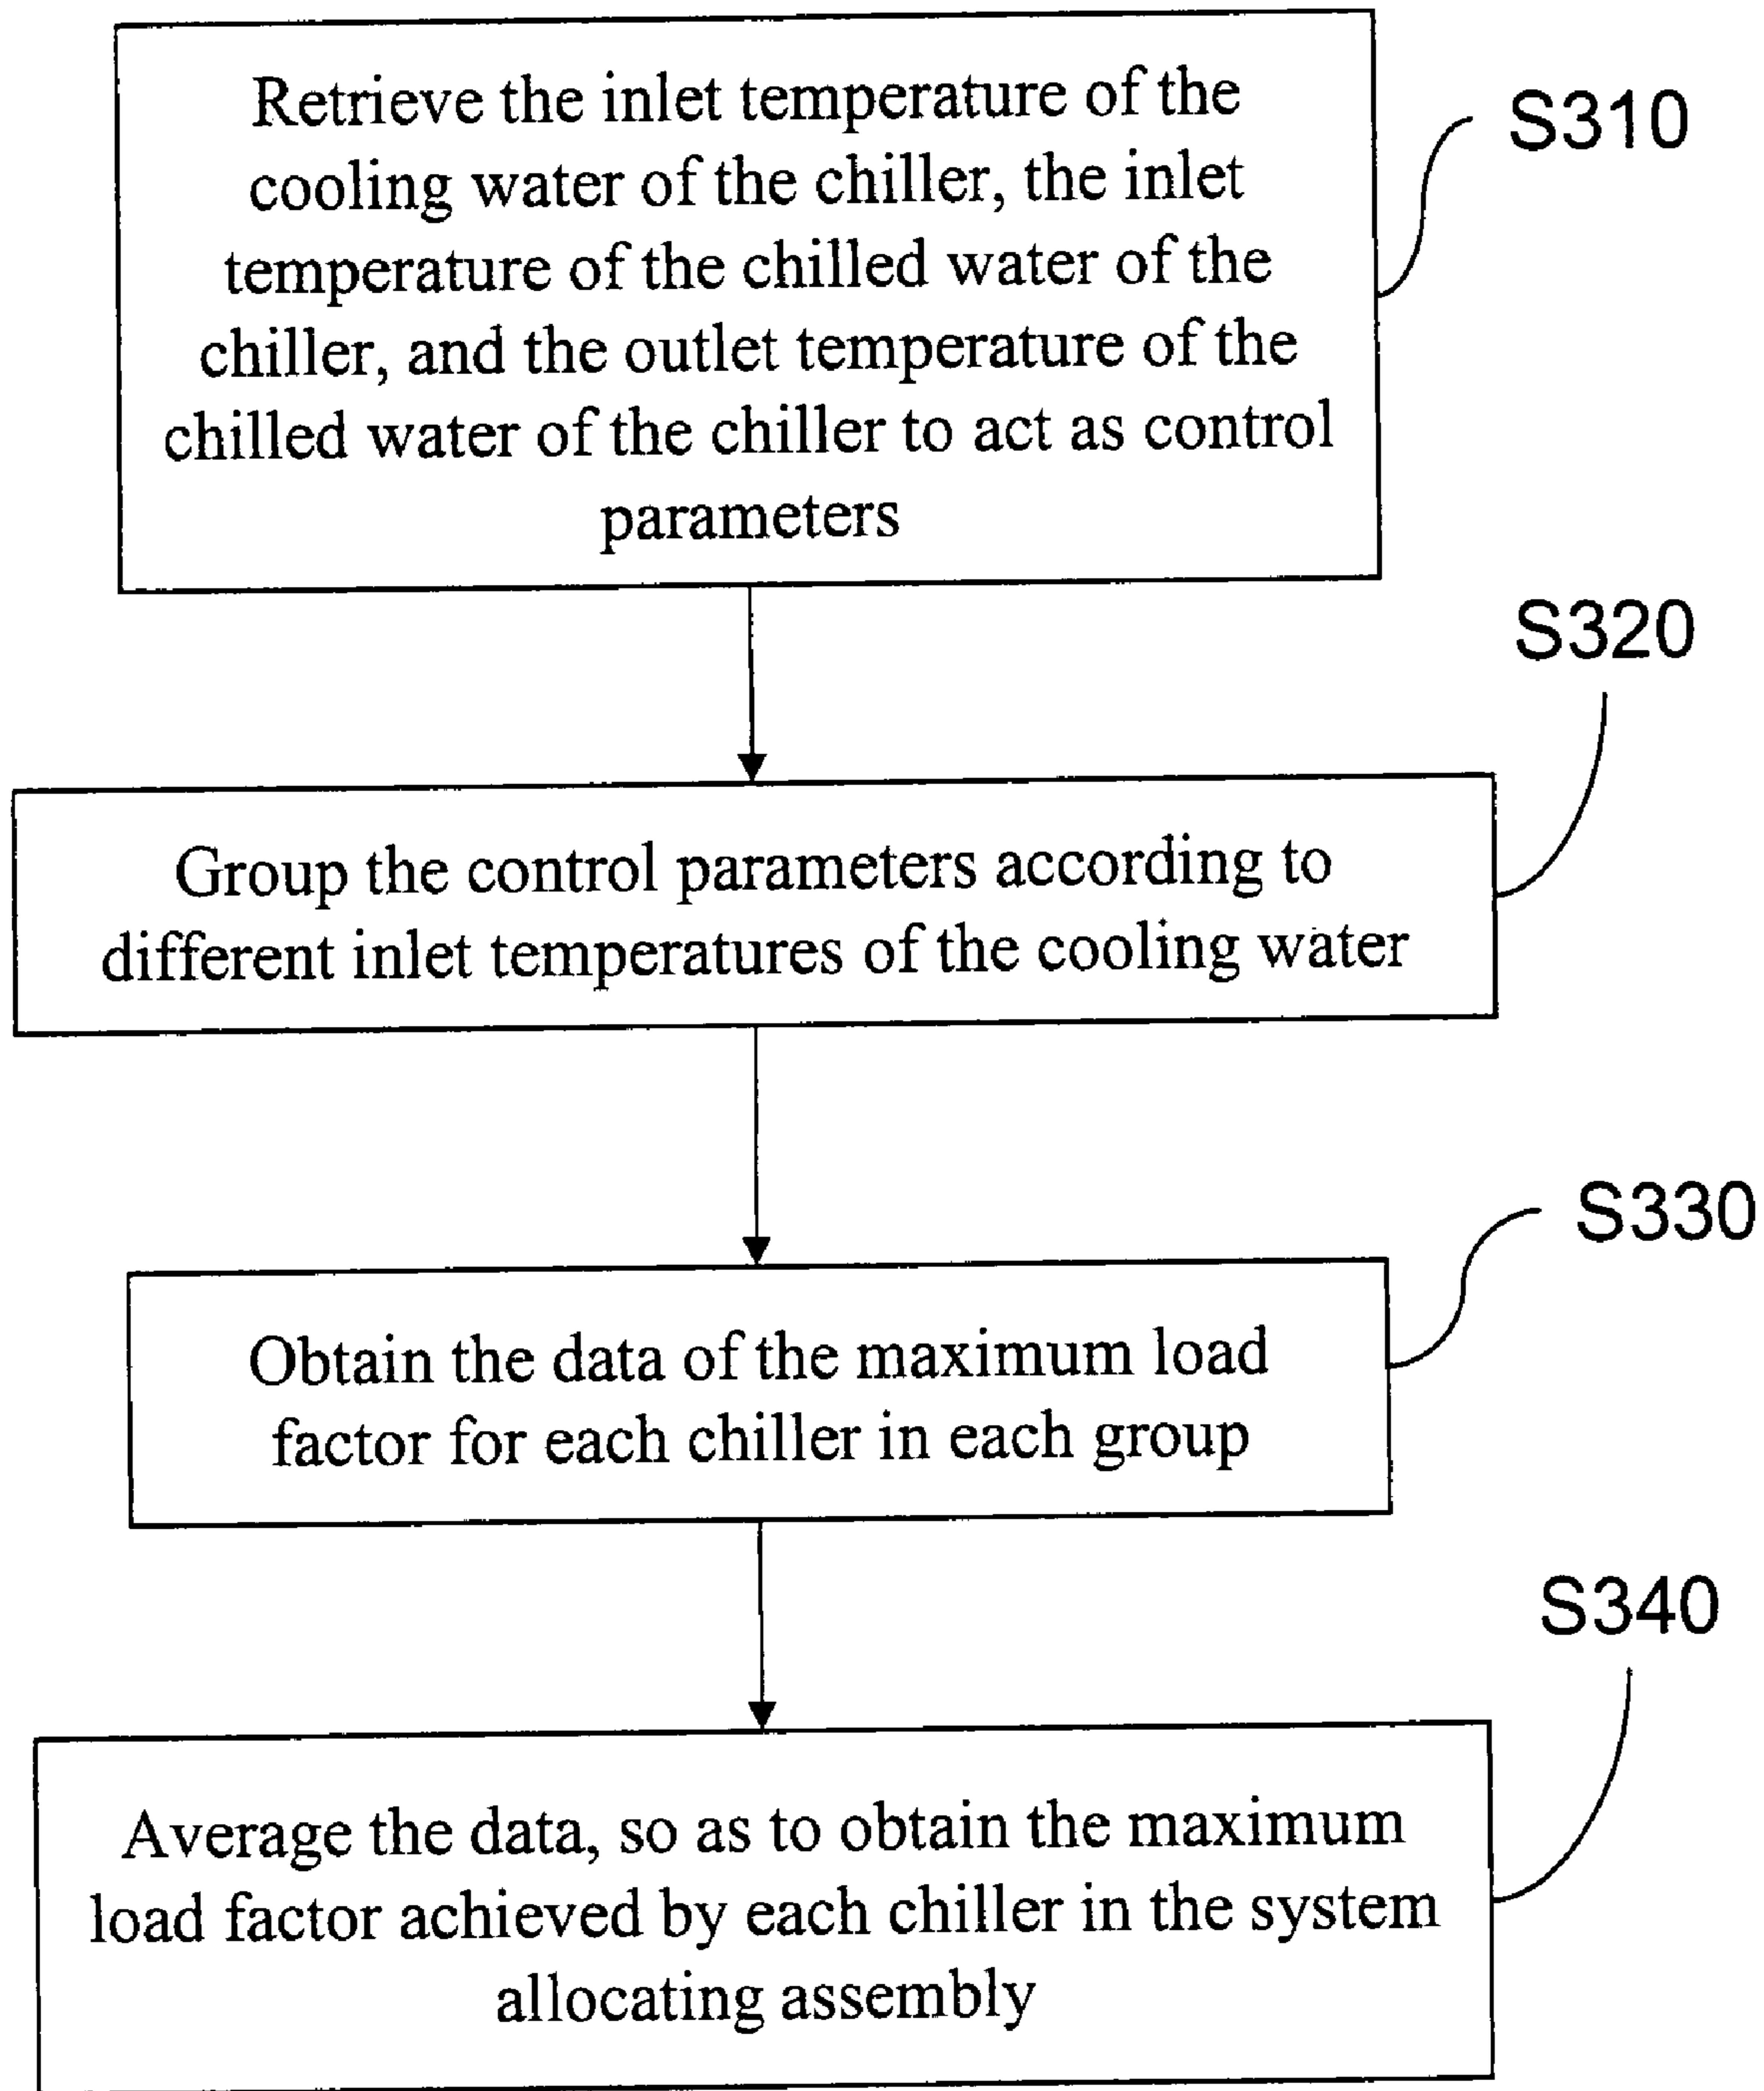 Retrieve the inlet temperature of the
cooling water of the chiller, the inlet
temperature of the chilled water of the
chiller, and the outlet temperature of the
chilled water of the chiller to act as control
parameters
S310
S320
Group the control parameters according to
different inlet temperatures of the cooling water
S330
Obtain the data of the maximum load
factor for each chiller in each group
S340
Average the data, so as to obtain the maximum
load factor achieved by each chiller in the system
allocating assembly